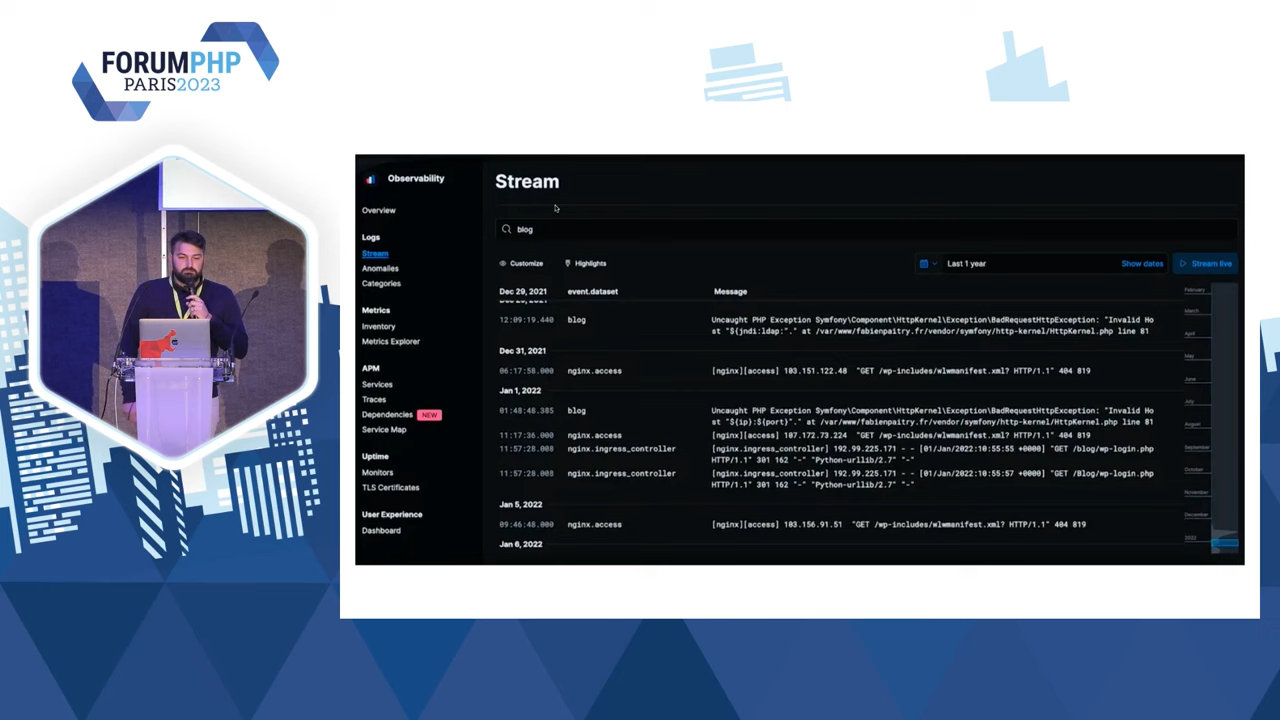 FORUMPHP
PARIS2023
Observability
Overview
Logs
Stream
Anomalies
Categories
Metrics
Inventory
Metrics Explorer
APM
Services
Traces
Dependencies NEW
Service Map
Uptime
Monitors
TLS Certificates
User Experience
Dashboard
Stream
blog
Customize Highlights Last 1 year Show dates Stream live
Dec 29, 2021 event.dataset Message
12:09:19.440 blog Uncaught PHP Exception Symfony\Component\HttpKernel\Exception\BadRequestHttpException: "Invalid Ho
st "${jndi:ldap:"." at /var/www/fabienpaitry.fr/vendor/symfony/http-kernel/HttpKernel.php line 81
Dec 31, 2021
06:17:58.000 nginx.access [nginx][access] 103.151.122.48 "GET /wp-includes/wlwmanifest.xml? HTTP/1.1" 404 819
Jan 1, 2022
01:48:48.385 blog Uncaught PHP Exception Symfony\Component\HttpKernel\Exception\BadRequestHttpException: "Invalid Ho
st "${ip}:${port}"." at /var/www/fabienpaitry.fr/vendor/symfony/http-kernel/HttpKernel.php line 81
11:17:36.000 nginx.access [nginx][access] 107.172.73.224 "GET /wp-includes/wlwmanifest.xml? HTTP/1.1" 404 819
11:57:28.000 nginx.ingress_controller [nginx.ingress_controller] 192.99.225.171 - - [01/Jan/2022:10:55:55 +0000] "GET /blog/wp-login.php
HTTP/1.1" 301 162 "-" "Python-urllib/2.7" "-"
11:57:28.000 nginx.ingress_controller [nginx.ingress_controller] 192.99.225.171 - - [01/Jan/2022:10:55:57 +0000] "GET /Blog/wp-login.php
HTTP/1.1" 301 162 "-" "Python-urllib/2.7" "-"
Jan 5, 2022
09:46:48.000 nginx.access [nginx][access] 103.156.91.51 "GET /wp-includes/wlwmanifest.xml? HTTP/1.1" 404 819
Jan 6, 2022
February
March
April
May
June
July
August
September
October
November
December
2022